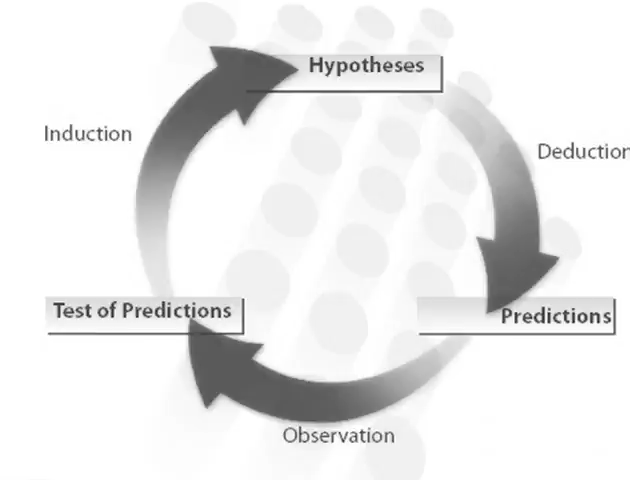 Hypotheses
Induction
Deduction
Test of Predictions
Predictions
Observation